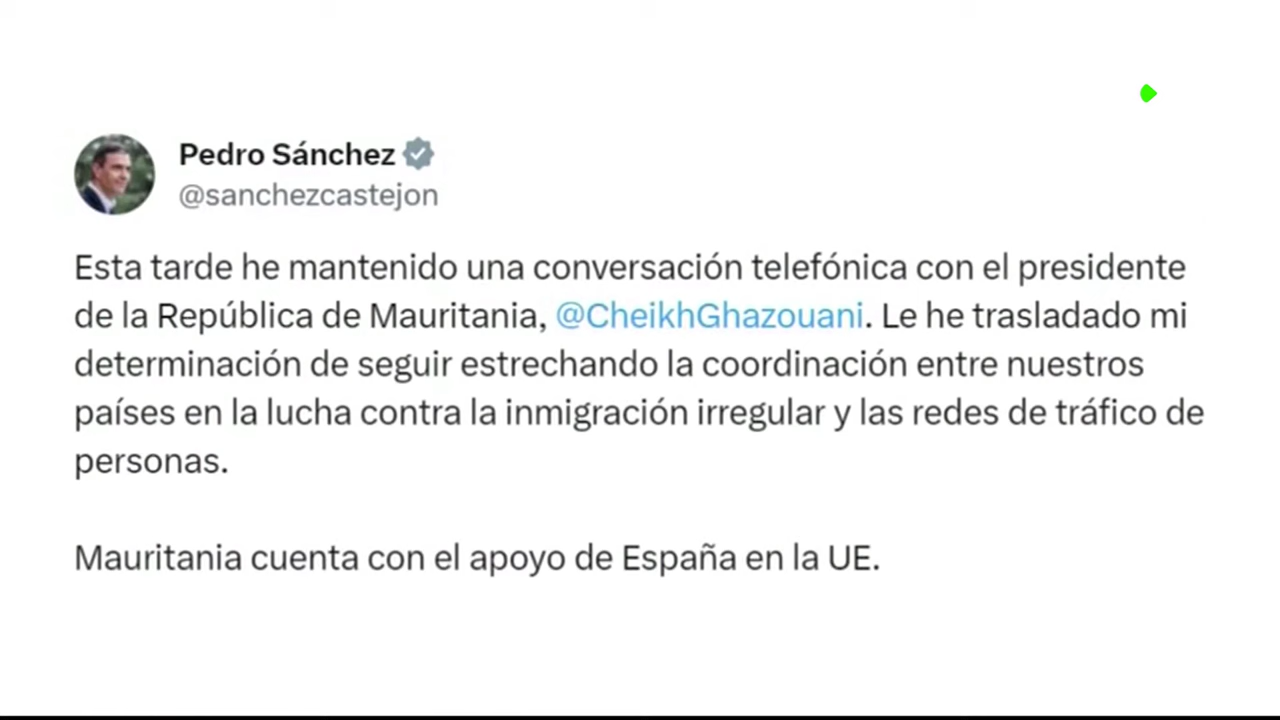 Pedro Sánchez
@sanchezcastejon
Esta tarde he mantenido una conversación telefónica con el presidente
de la República de Mauritania, @CheikhGhazouani. Le he trasladado mi
determinación de seguir estrechando la coordinación entre nuestros
países en la lucha contra la inmigración irregular y las redes de tráfico de
personas.
Mauritania cuenta con el apoyo de España en la UE.